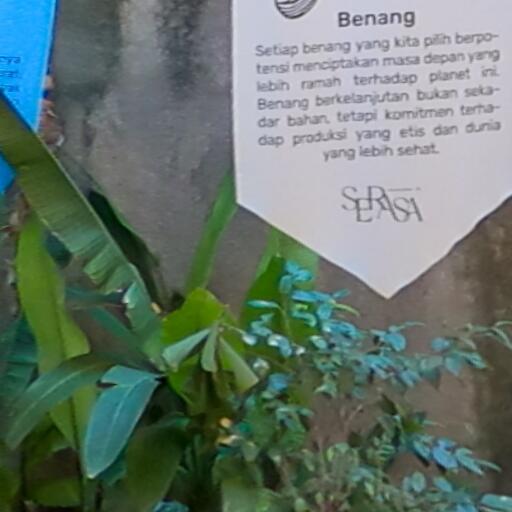 Benang
Setiap benang yang kita pilih berpo-
tensi menciptakan masa depan yang
lebih ramah terhadap planet ini.
Benang berkelanjutan bukan seka-
dar bahan, tetapi komitmen terha-
dap produksi yang etis dan dunia
yang lebih sehat.
SERASA